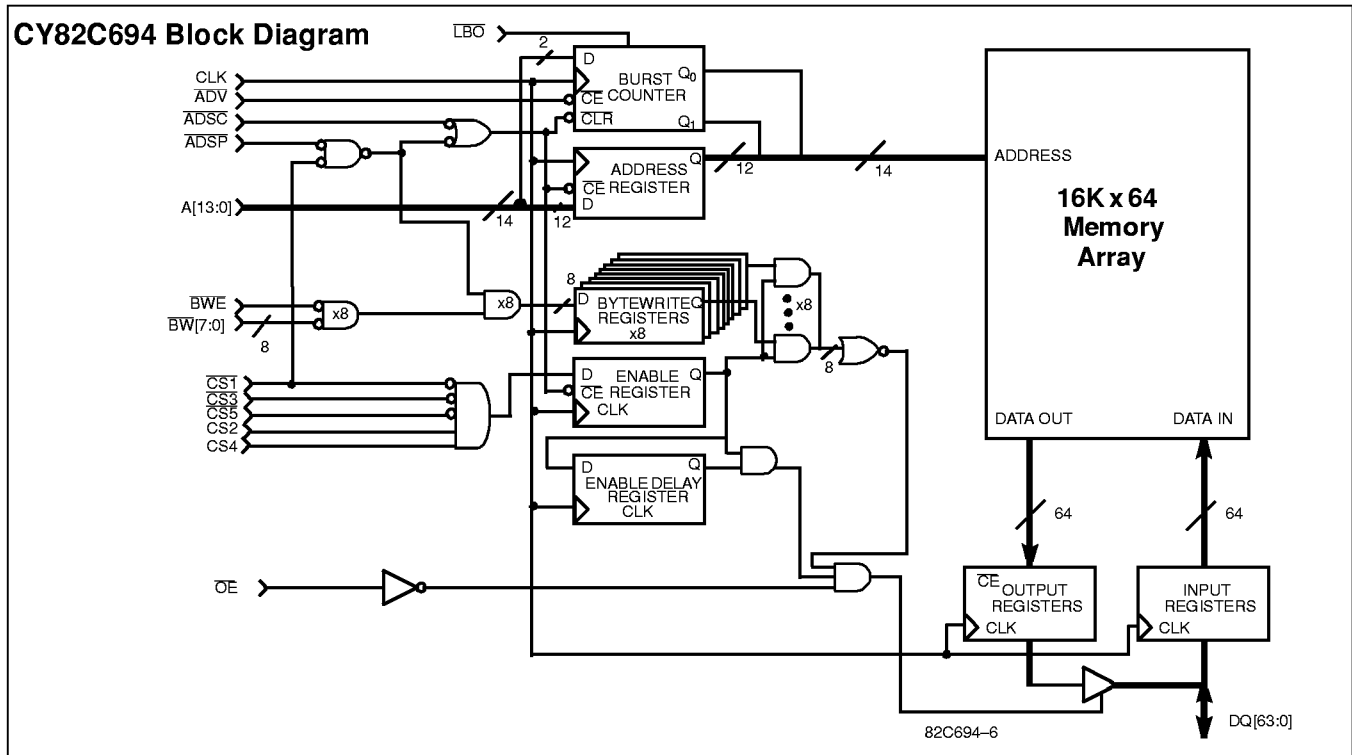 CY82C694 Block Diagram
LBO
2
D
Q0
CLK
BURST
COUNTER
ADV
CE
ADSC
CLR
Q1
ADSP
12
14
ADDRESS
Q
ADDRESS
REGISTER
CE
16K x 64
Memory
Array
A[13:0]
14
12
D
8
D
BYTEWRITE
REGISTERS
x8
Q
x8
BWE
x8
x8
BW[7:0]
8
8
CS1
D
ENABLE
REGISTER
Q
CE
CLK
CS3
CS5
CS2
CS4
DATA OUT
DATA IN
D
Q
ENABLE DELAY
REGISTER
CLK
64
64
OE
CE
OUTPUT
REGISTERS
CLK
INPUT
REGISTERS
CLK
DQ[63:0]
82C694–6